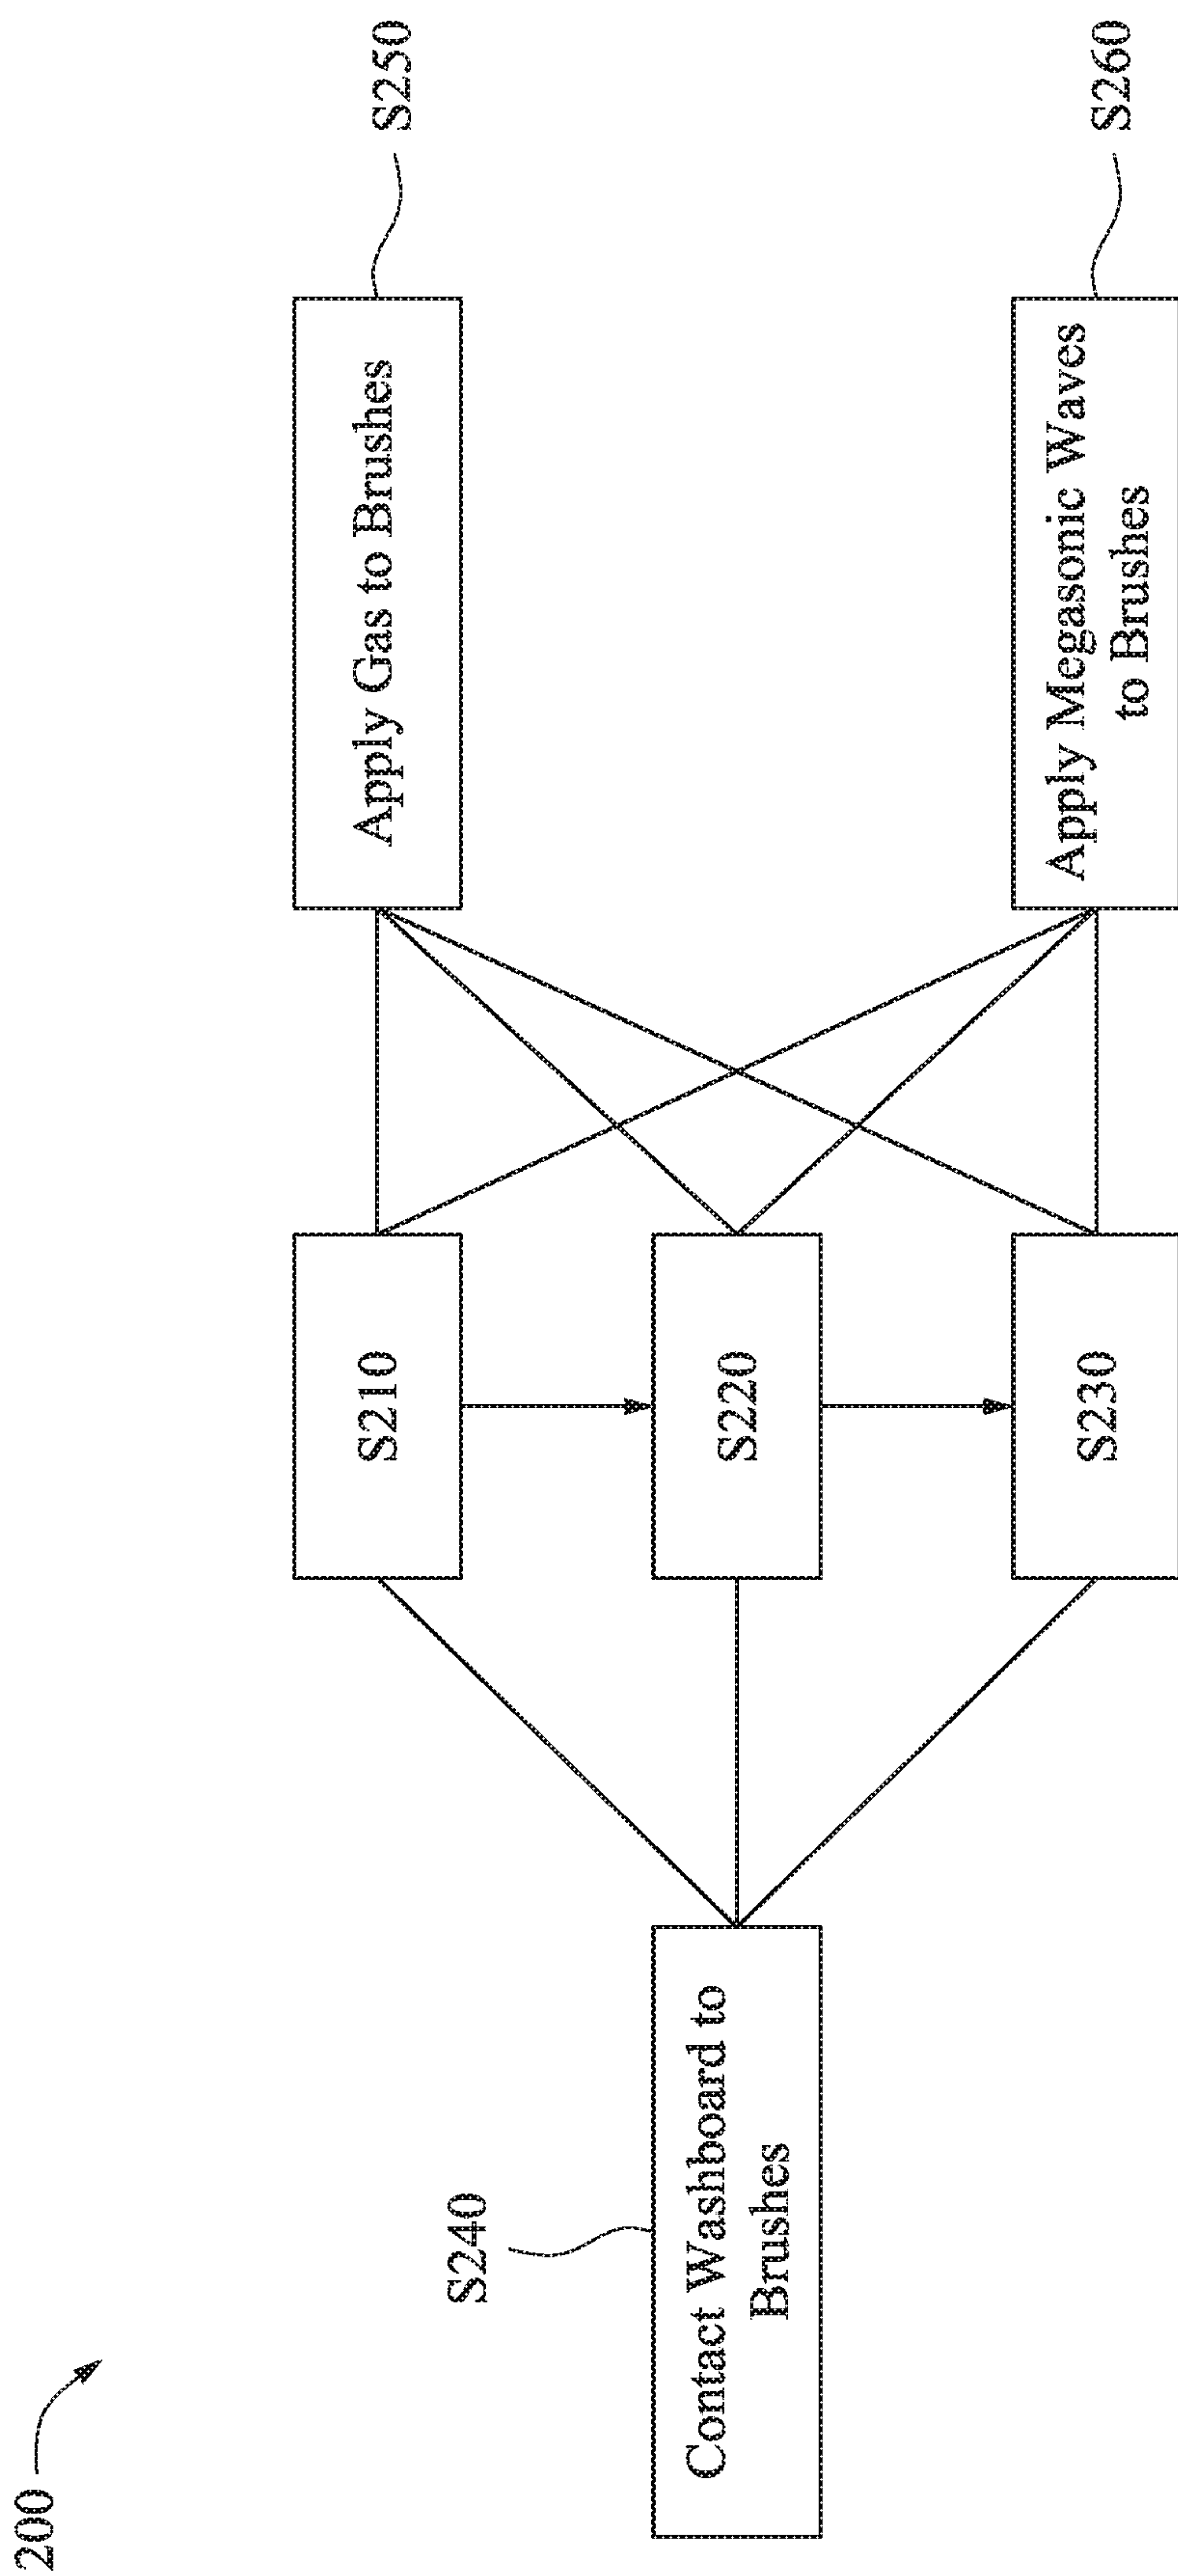 200
S240
Contact Washboard to
Brushes
S210
S220
S230
Apply Gas to Brushes
S250
Apply Megasonic Waves
to Brushes
S260